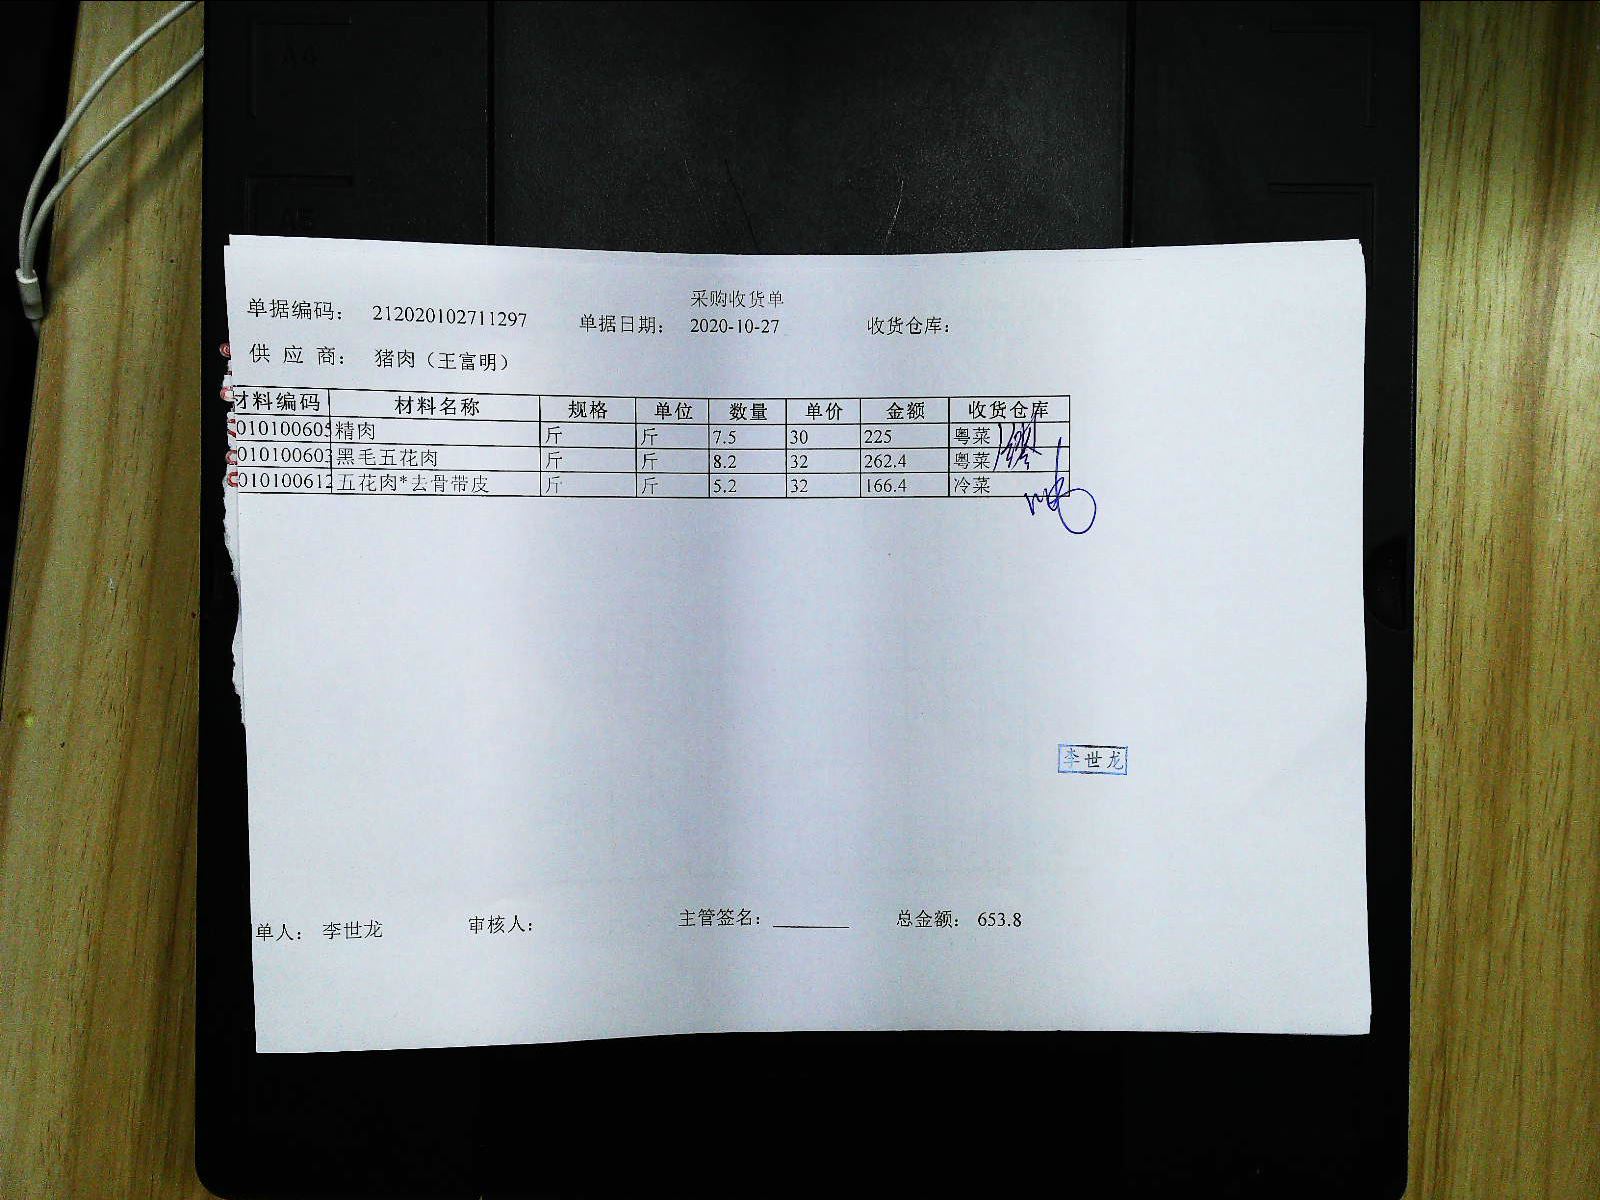 采购收货单
单据编码： 212020102711297 单据日期： 2020-10-27 收货仓库：
供 应 商： 猪肉（王富明）
材料编码 材料名称 规格 单位 数量 单价 金额 收货仓库
010100605 精肉 斤 斤 7.5 30 225 粤菜
010100603 黑毛五花肉 斤 斤 8.2 32 262.4 粤菜
010100612 五花肉*去骨带皮 斤 斤 5.2 32 166.4 冷菜
李世龙
单人： 李世龙 审核人： 主管签名： 总金额： 653.8